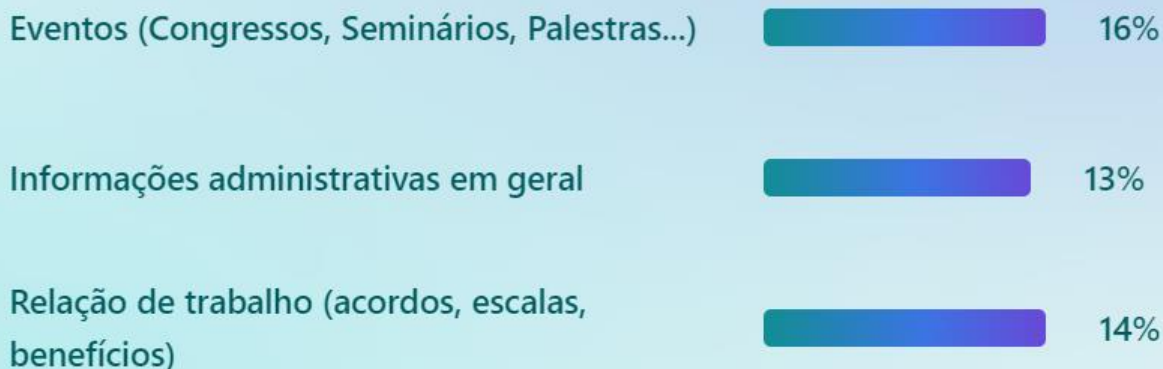 Eventos (Congressos, Seminários, Palestras...) 16%
Informações administrativas em geral 13%
Relação de trabalho (acordos, escalas,
benefícios) 14%